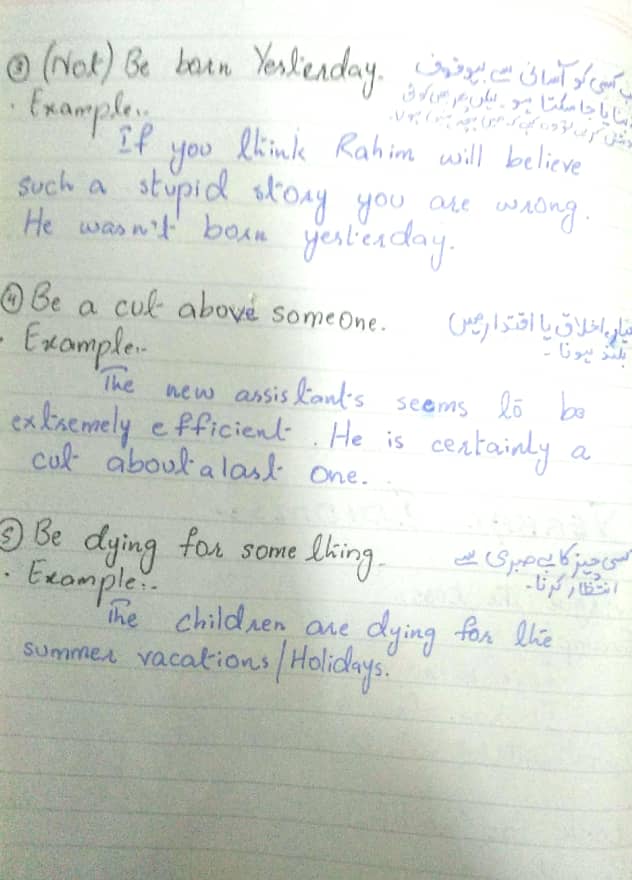 ③ (Not) Be born Yesterday.
کسی کو آسانی سے بیوقوف
بنایا جا سکتا ہو۔
. Example:-
If you think Rahim will believe
such a stupid story you are wrong.
He wasn't born yesterday.
④ Be a cut above someone.
معیار، اخلاق یا اقتدار میں
بلند ہونا۔
. Example:-
The new assistant's seems to be
extremely efficient. He is certainly a
cut about a last one.
⑤ Be dying for some thing.
کسی چیز کا بے صبری سے
انتظار کرنا۔
. Example:-
The children are dying for the
summer vacations/Holidays.